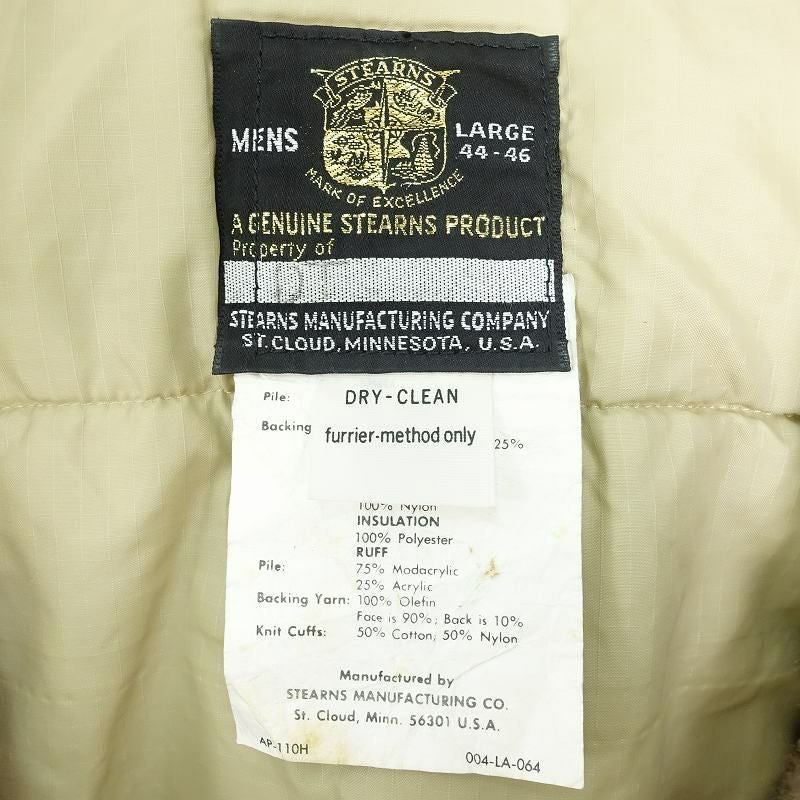 STEARNS
MENS
LARGE
44-46
MARK OF EXCELLENCE
A GENUINE STEARNS PRODUCT
Property of
STEARNS MANUFACTURING COMPANY
ST. CLOUD, MINNESOTA, U.S.A.
Pile:
DRY-CLEAN
Backing
furrier-method only
25%
100% Nylon
INSULATION
100% Polyester
RUFF
Pile: 75% Modacrylic
25% Acrylic
Backing Yarn: 100% Olefin
Face is 90%; Back is 10%
Knit Cuffs: 50% Cotton; 50% Nylon
Manufactured by
STEARNS MANUFACTURING CO.
St. Cloud, Minn. 56301 U.S.A.
AP-110H 004-LA-064